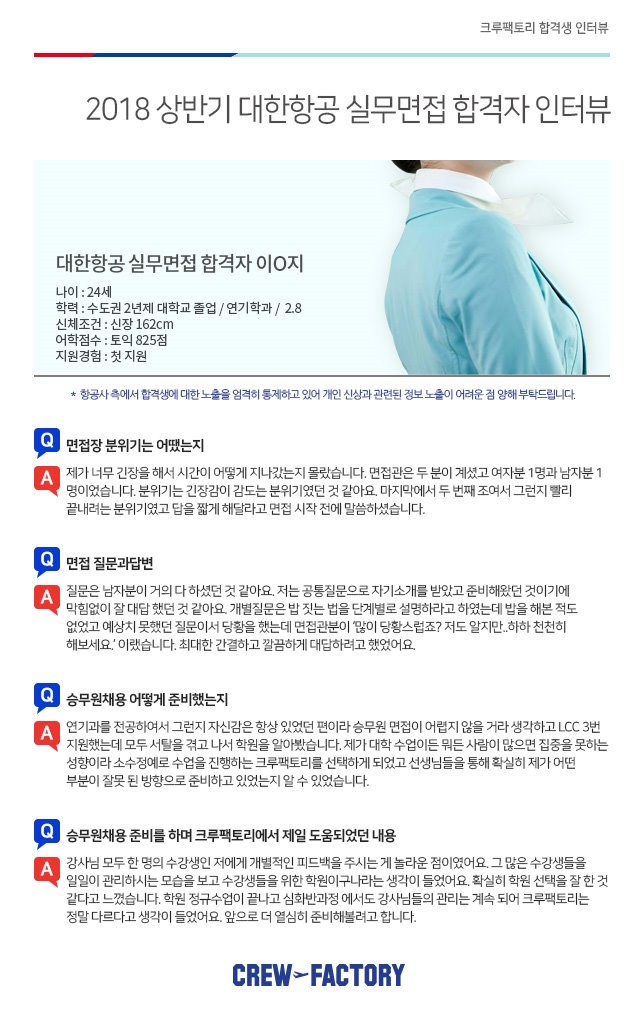 크루팩토리 합격생 인터뷰
2018 상반기 대한항공 실무면접 합격자 인터뷰
대한항공 실무면접 합격자 이O지
나이 : 24세
학력 : 수도권 2년제 대학교 졸업 / 연기학과 / 2.8
신체조건 : 신장 162cm
어학점수 : 토익 825점
지원경험 : 첫 지원
* 항공사 측에서 합격생에 대한 노출을 엄격히 통제하고 있어 개인 신상과 관련된 정보 노출이 어려운 점 양해 부탁드립니다.
Q 면접장 분위기는 어땠는지
A 제가 너무 긴장을 해서 시간이 어떻게 지나갔는지 몰랐습니다. 면접관은 두 분이 계셨고 여자분 1명과 남자분 1
명이었습니다. 분위기는 긴장감이 감도는 분위기였던 것 같아요. 마지막에서 두 번째 조여서 그런지 빨리
끝내려는 분위기였고 답을 짧게 해달라고 면접 시작 전에 말씀하셨습니다.
Q 면접 질문과답변
A 질문은 남자분이 거의 다 하셨던 것 같아요. 저는 공통질문으로 자기소개를 받았고 준비해왔던 것이기에
막힘없이 잘 대답 했던 것 같아요. 개별질문은 밥 짓는 법을 단계별로 설명하라고 하였는데 밥을 해본 적도
없었고 예상치 못했던 질문이서 당황을 했는데 면접관분이 ‘많이 당황스럽죠? 저도 알지만..하하 천천히
해보세요.’ 이랬습니다. 최대한 간결하고 깔끔하게 대답하려고 했었어요.
Q 승무원채용 어떻게 준비했는지
A 연기과를 전공하여서 그런지 자신감은 항상 있었던 편이라 승무원 면접이 어렵지 않을 거라 생각하고 LCC 3번
지원했는데 모두 서탈을 겪고 나서 학원을 알아봤습니다. 제가 대학 수업이든 뭐든 사람이 많으면 집중을 못하는
성향이라 소수정예로 수업을 진행하는 크루팩토리를 선택하게 되었고 선생님들을 통해 확실히 제가 어떤
부분이 잘못 된 방향으로 준비하고 있었는지 알 수 있었습니다.
Q 승무원채용 준비를 하며 크루팩토리에서 제일 도움되었던 내용
A 강사님 모두 한 명의 수강생인 저에게 개별적인 피드백을 주시는 게 놀라운 점이였어요. 그 많은 수강생들을
일일이 관리하시는 모습을 보고 수강생들을 위한 학원이구나라는 생각이 들었어요. 확실히 학원 선택을 잘 한 것
같다고 느꼈습니다. 학원 정규수업이 끝나고 심화반과정 에서도 강사님들의 관리는 계속 되어 크루팩토리는
정말 다르다고 생각이 들었어요. 앞으로 더 열심히 준비해볼려고 합니다.
CREW FACTORY